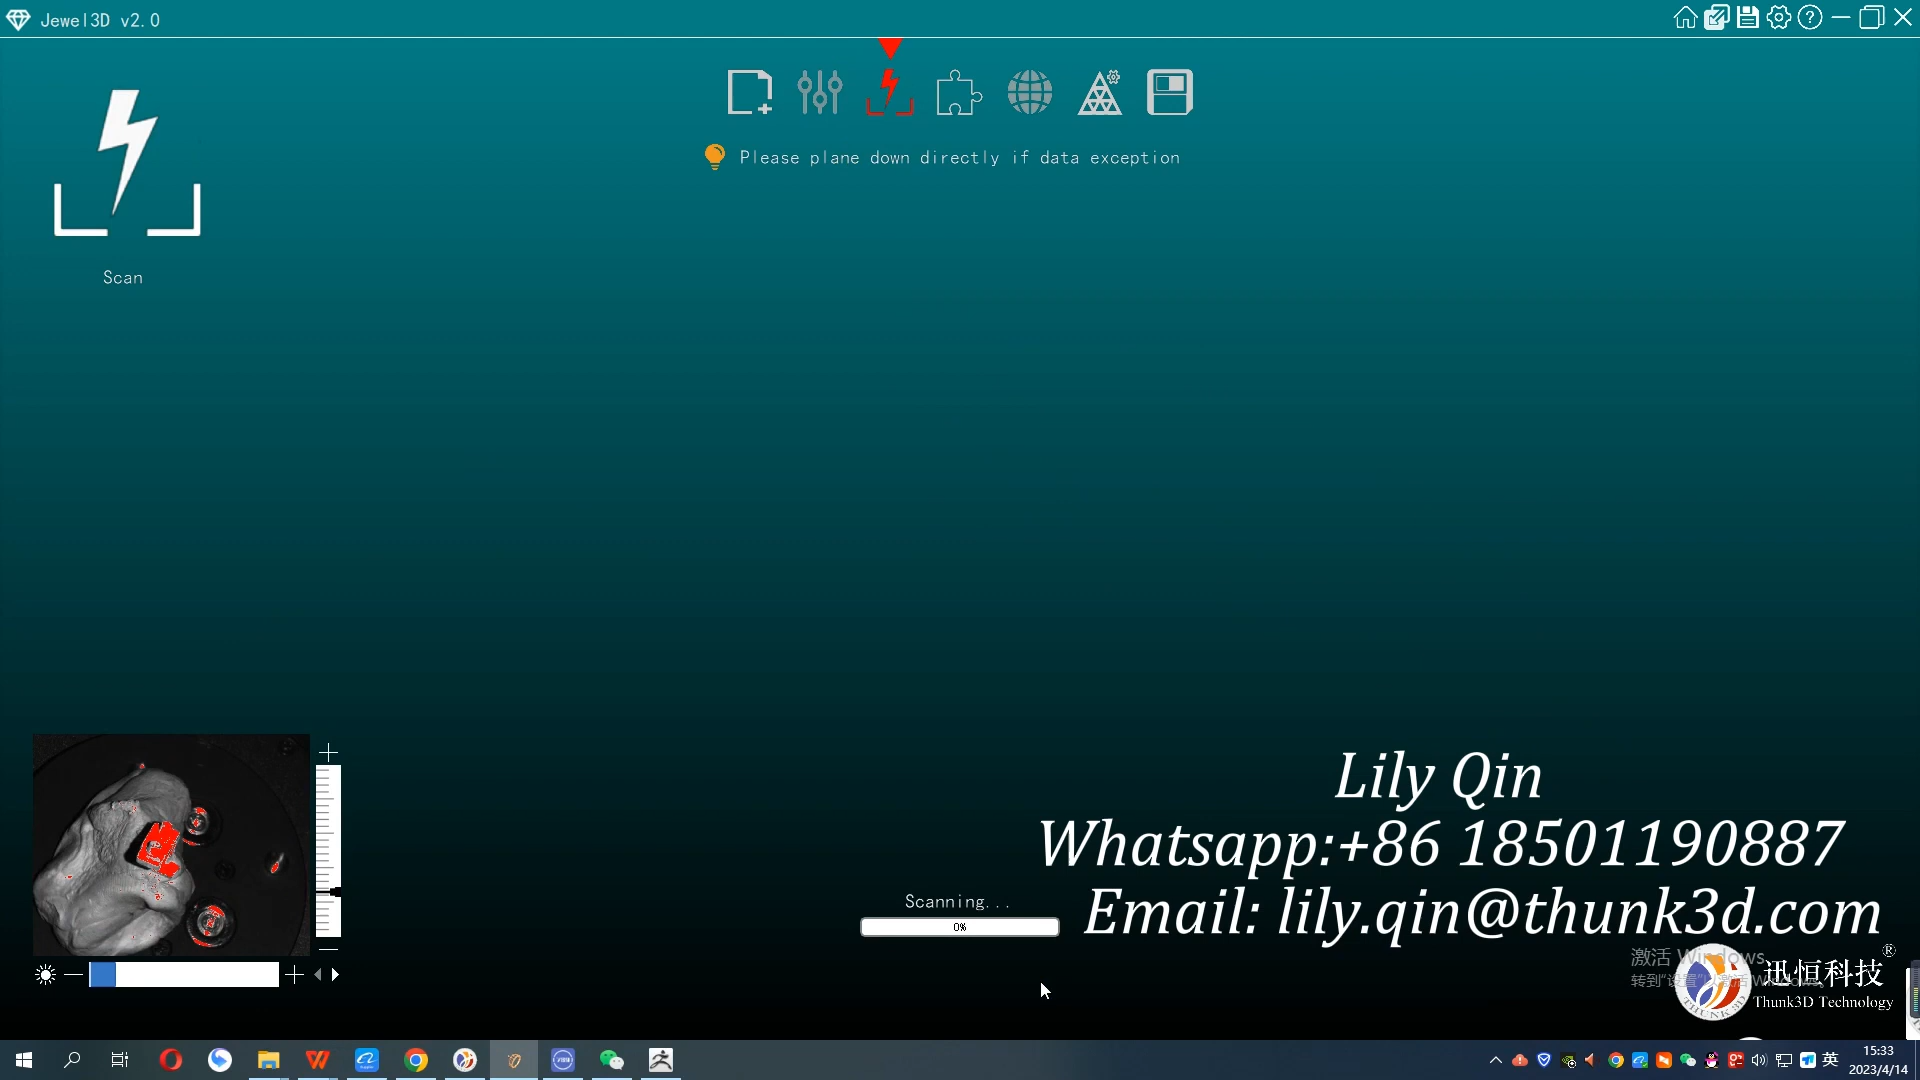 Jewel3D v2.0
Please plane down directly if data exception
Scan
Lily Qin
Whatsapp:+86 18501190887
Scanning...
0%
Email: lily.qin@thunk3d.com
激活 Windows
迅恒科技®
Thunk3D Technology
英
15:33
2023/4/14